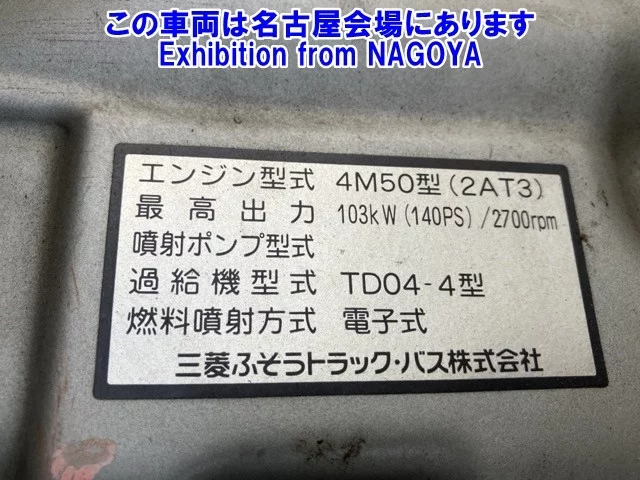 この車両は名古屋会場にあります
Exhibition from NAGOYA
エンジン型式 4M50型(2AT3)
最高出力 103kW(140PS)/2700rpm
噴射ポンプ型式
過給機型式 TD04-4型
燃料噴射方式 電子式
三菱ふそうトラック・バス株式会社